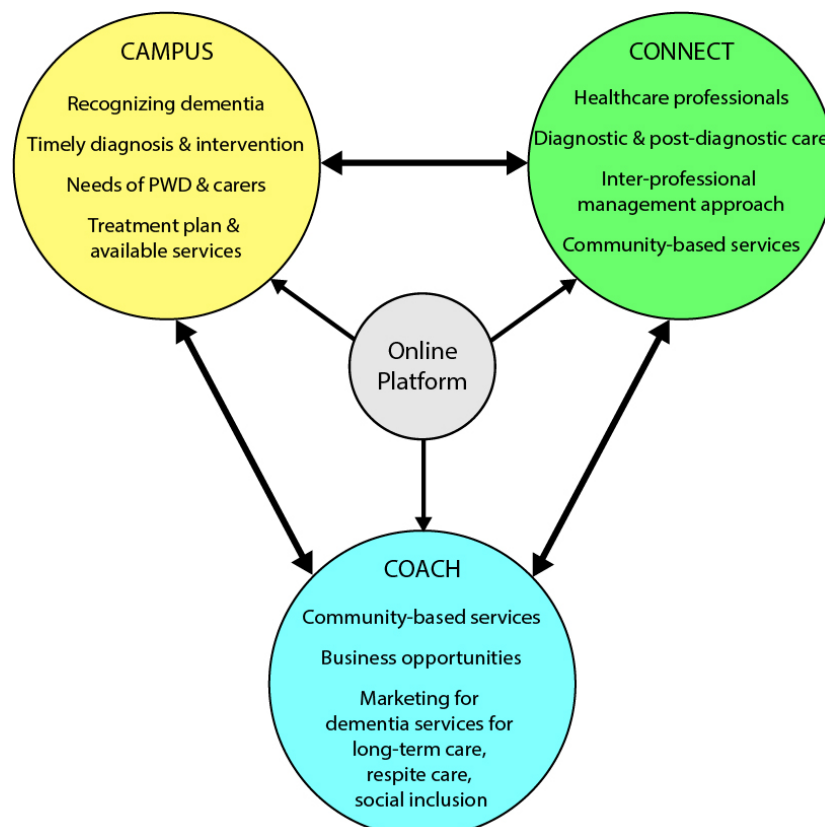 CAMPUS
Recognizing dementia
Timely diagnosis & intervention
Needs of PWD & carers
Treatment plan &
available services
CONNECT
Healthcare professionals
Diagnostic & post-diagnostic care
Inter-professional
management approach
Community-based services
Online
Platform
COACH
Community-based services
Business opportunities
Marketing for
dementia services for
long-term care,
respite care,
social inclusion